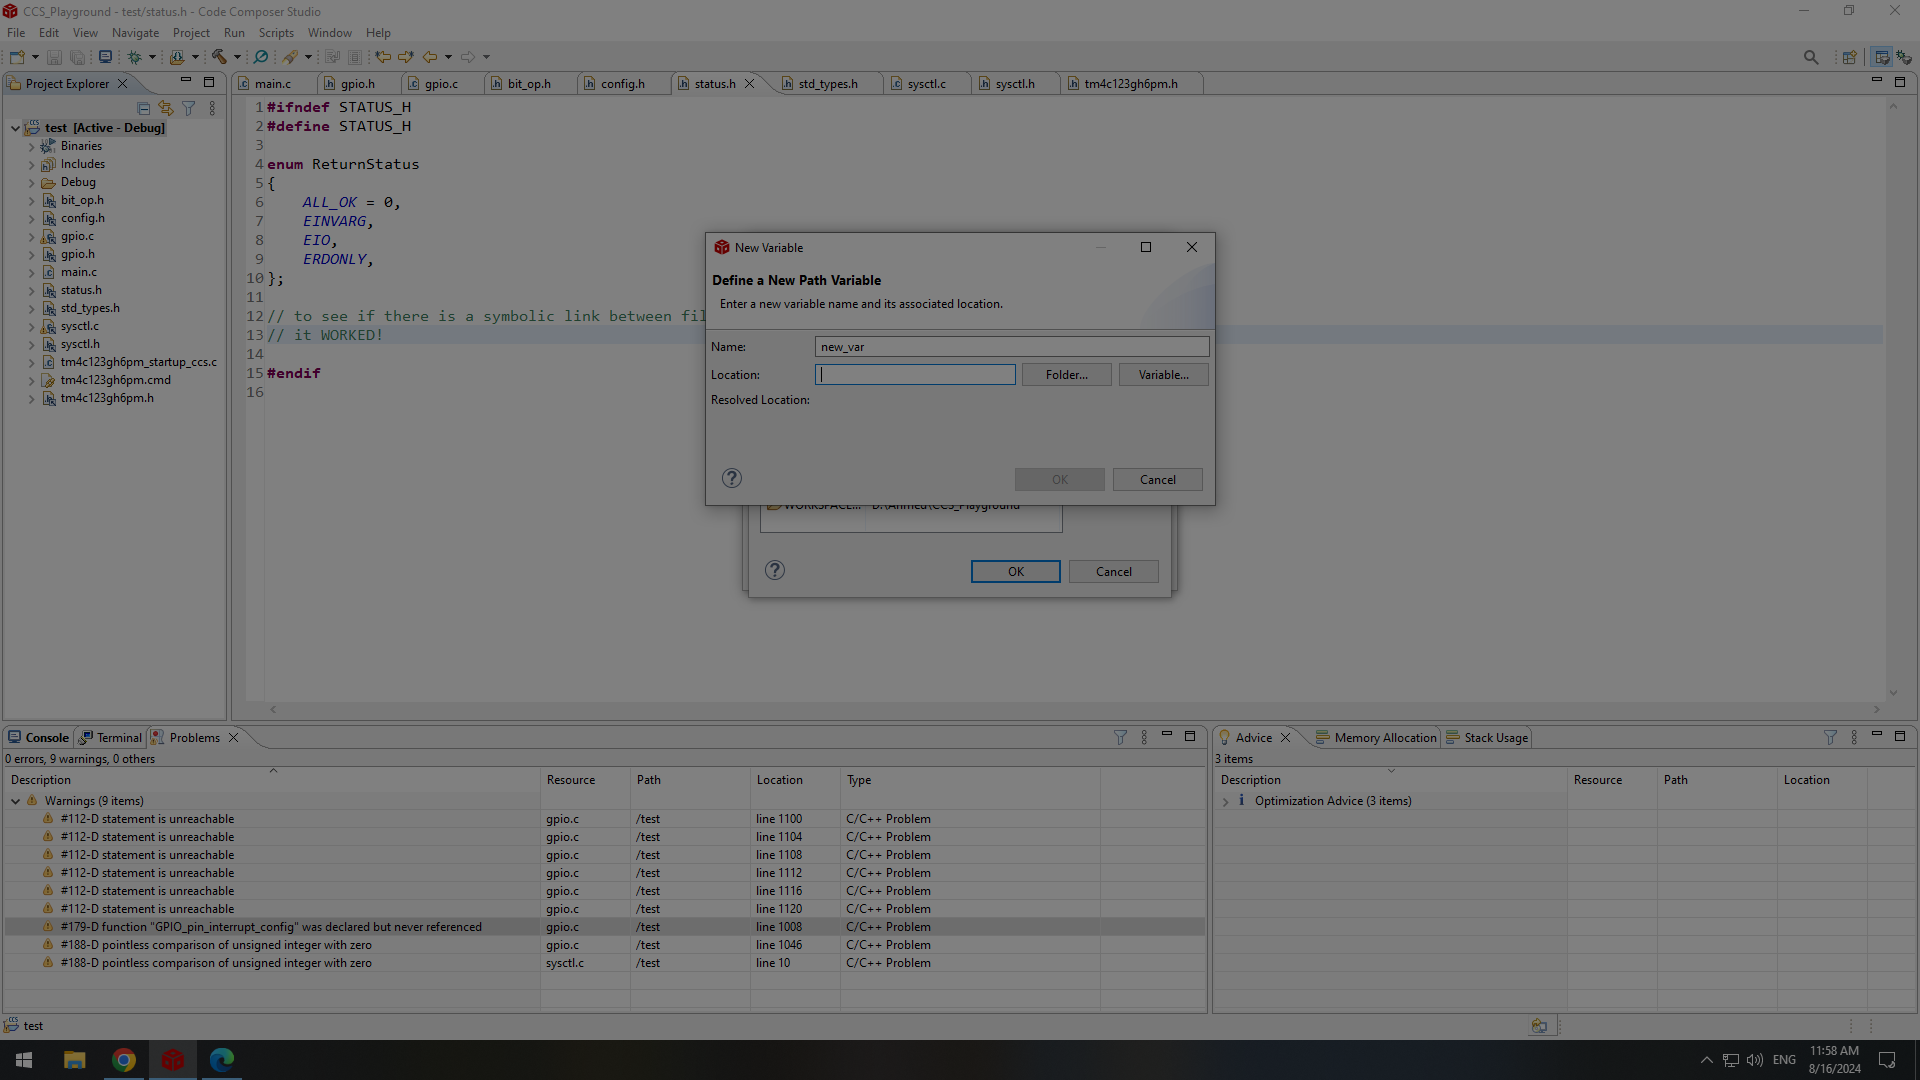 CCS_Playground - test/status.h - Code Composer Studio
File Edit View Navigate Project Run Scripts Window Help
Project Explorer
main.c gpio.h gpio.c bit_op.h config.h status.h std_types.h sysctl.c sysctl.h tm4c123gh6pm.h
test [Active - Debug]
Binaries
Includes
Debug
bit_op.h
config.h
gpio.c
gpio.h
main.c
status.h
std_types.h
sysctl.c
sysctl.h
tm4c123gh6pm_startup_ccs.c
tm4c123gh6pm.cmd
tm4c123gh6pm.h
1 #ifndef STATUS_H
2 #define STATUS_H
3
4 enum ReturnStatus
5 {
6 ALL_OK = 0,
7 EINVARG,
8 EIO,
9 ERDONLY,
10 };
11
12 // to see if there is a symbolic link between fil
13 // it WORKED!
14
15 #endif
16
New Variable
Define a New Path Variable
Enter a new variable name and its associated location.
Name: new_var
Location: Folder... Variable...
Resolved Location:
OK Cancel
WORKSPACE... D:\Ahmed\CCS_Playground
OK Cancel
Console Terminal Problems
0 errors, 9 warnings, 0 others
Description Resource Path Location Type
Warnings (9 items)
#112-D statement is unreachable gpio.c /test line 1100 C/C++ Problem
#112-D statement is unreachable gpio.c /test line 1104 C/C++ Problem
#112-D statement is unreachable gpio.c /test line 1108 C/C++ Problem
#112-D statement is unreachable gpio.c /test line 1112 C/C++ Problem
#112-D statement is unreachable gpio.c /test line 1116 C/C++ Problem
#112-D statement is unreachable gpio.c /test line 1120 C/C++ Problem
#179-D function "GPIO_pin_interrupt_config" was declared but never referenced gpio.c /test line 1008 C/C++ Problem
#188-D pointless comparison of unsigned integer with zero gpio.c /test line 1046 C/C++ Problem
#188-D pointless comparison of unsigned integer with zero sysctl.c /test line 10 C/C++ Problem
Advice Memory Allocation Stack Usage
3 items
Description Resource Path Location
Optimization Advice (3 items)
test
ENG
11:58 AM
8/16/2024